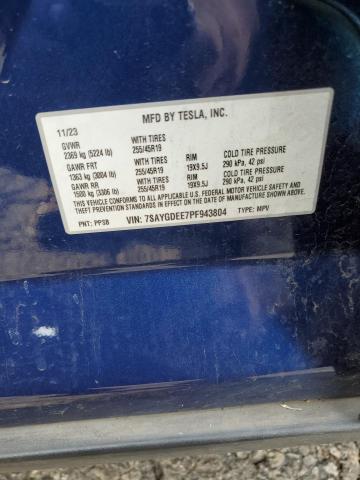 MFD BY TESLA, INC.
11/23
GVWR WITH TIRES
2369 kg (5224 lb) 255/45R19
GAWR FRT WITH TIRES RIM COLD TIRE PRESSURE
1363 kg (3004 lb) 255/45R19 19X9.5J 290 kPa, 42 psi
GAWR RR WITH TIRES RIM COLD TIRE PRESSURE
1500 kg (3306 lb) 255/45R19 19X9.5J 290 kPa, 42 psi
THIS VEHICLE CONFORMS TO ALL APPLICABLE U.S. FEDERAL MOTOR VEHICLE SAFETY AND
THEFT PREVENTION STANDARDS IN EFFECT ON THE DATE OF MANUFACTURE SHOWN ABOVE.
PNT: PPSB VIN: 7SAYGDEE7PF943804 TYPE: MPV